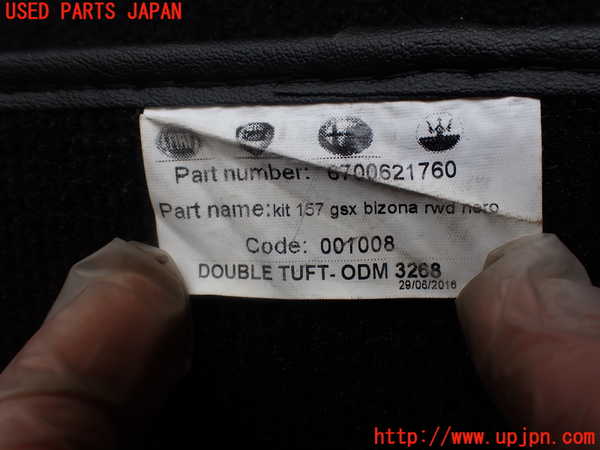 USED PARTS JAPAN
Part number: 6700621760
Part name: kit 157 gsx bizona rwd nero
Code: 001008
DOUBLE TUFT- ODM 3268
29/06/2016
http://www.upjpn.com/